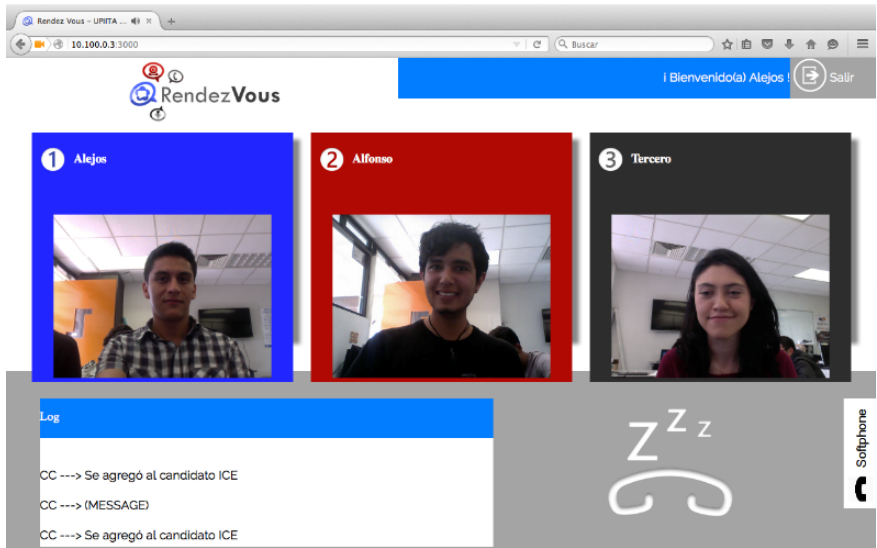 Rendez Vous – UPIITA ...
10.100.0.3:3000
Buscar
RendezVous
¡ Bienvenido(a) Alejos !
Salir
1 Alejos
2 Alfonso
3 Tercero
Log
CC ---> Se agregó al candidato ICE
CC ---> (MESSAGE)
CC ---> Se agregó al candidato ICE
Z Z Z
Softphone